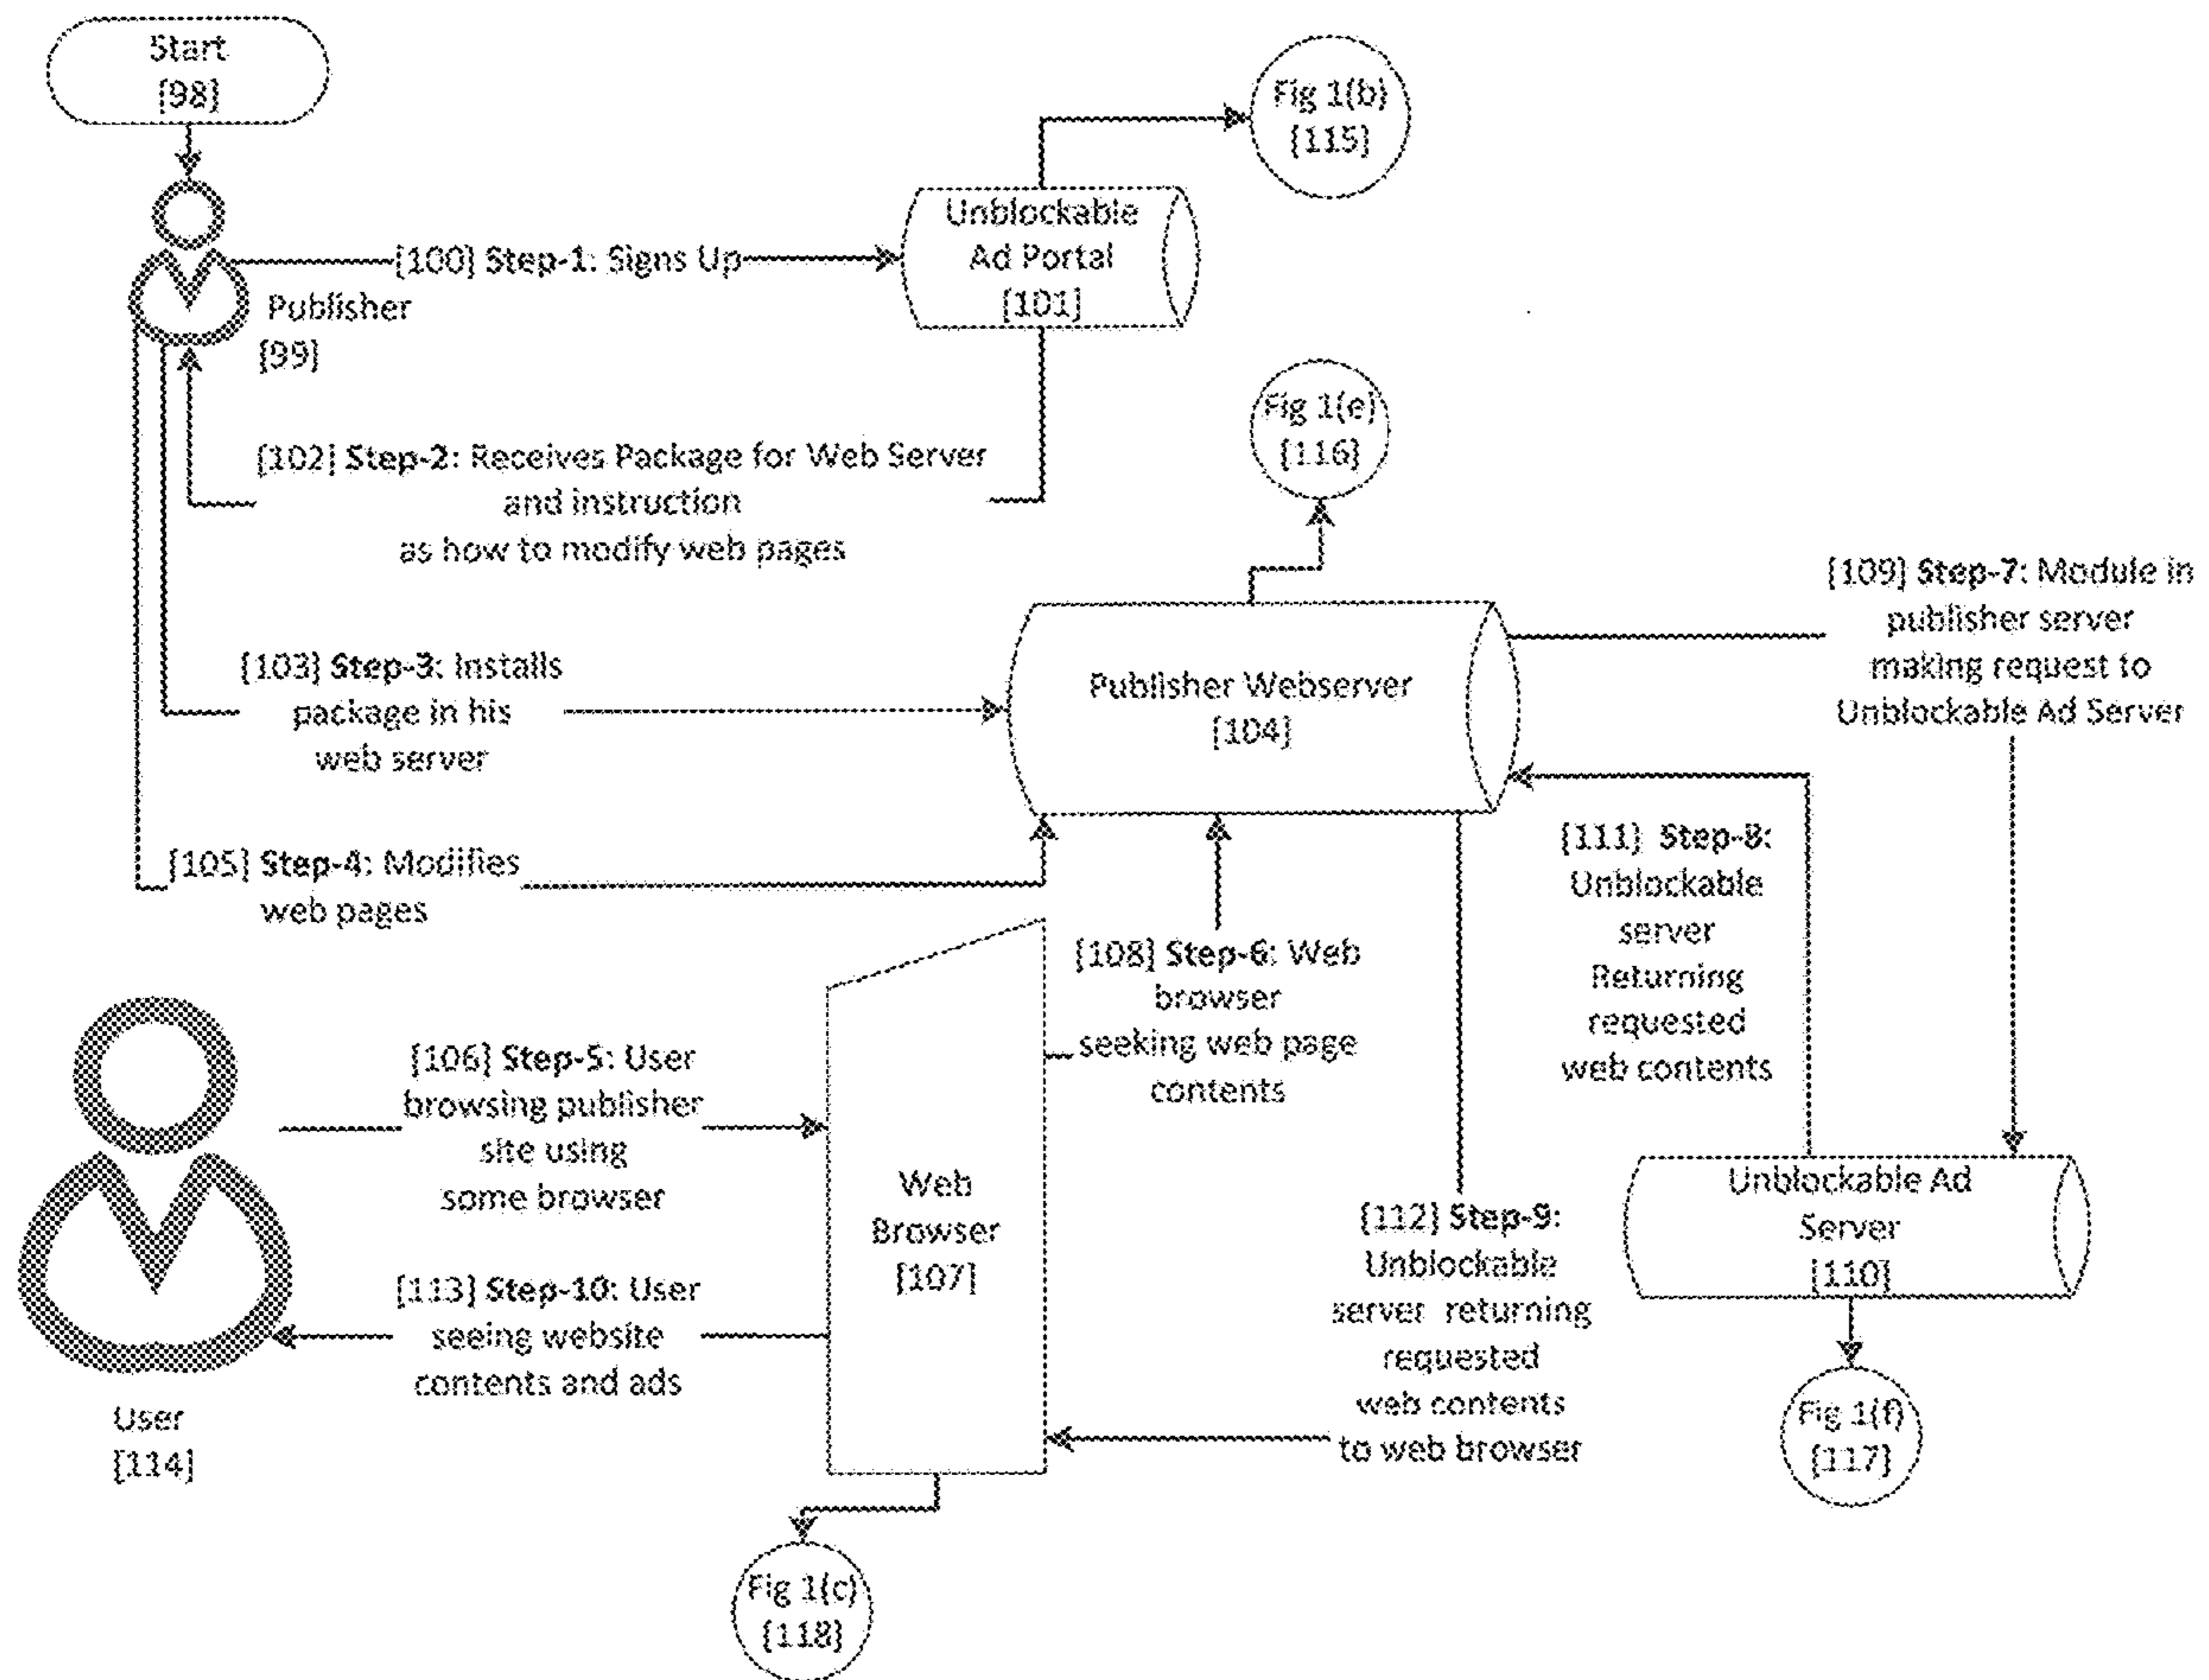 Start
[98]
Fig 1(b)
[115]
Unblockable
Ad Portal
[101]
[100] Step-1: Signs Up
Publisher
[99]
Fig 1(e)
[116]
[102] Step-2: Receives Package for Web Server
and instruction
as how to modify web pages
[109] Step-7: Module in
publisher server
making request to
Unblockable Ad Server
[103] Step-3: Installs
package in his
web server
Publisher Webserver
[104]
[105] Step-4: Modifies
web pages
[111] Step-8:
Unblockable
server
Returning
requested
web contents
[108] Step-6: Web
browser
seeking web page
contents
[106] Step-5: User
browsing publisher
site using
some browser
Web
Browser
[107]
[112] Step-9:
Unblockable
server returning
requested
web contents
to web browser
Unblockable Ad
Server
[110]
[113] Step-10: User
seeing website
contents and ads
User
[114]
Fig 1(f)
[117]
Fig 1(c)
[118]